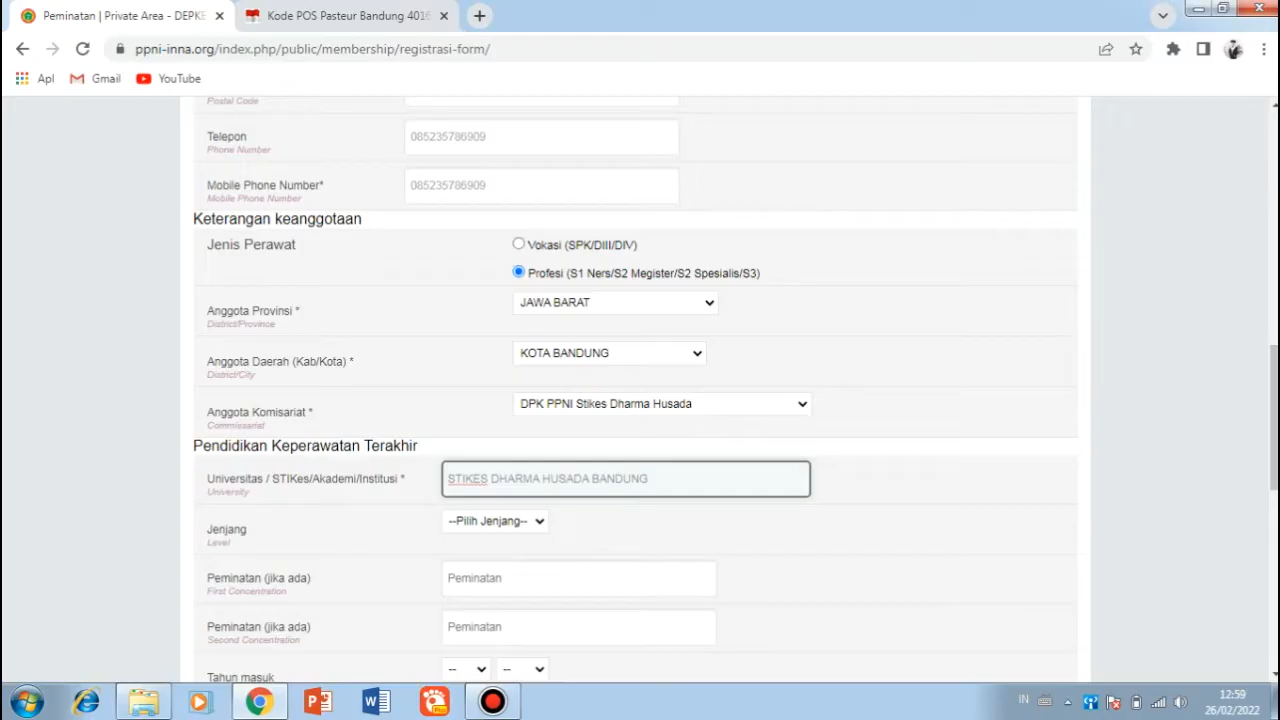 Peminatan | Private Area - DEPKE
Kode POS Pasteur Bandung 4016
ppni-inna.org/index.php/public/membership/registrasi-form/
Apl
Gmail
YouTube
Postal Code
Telepon
085235786909
Phone Number
Mobile Phone Number*
085235786909
Mobile Phone Number
Keterangan keanggotaan
Jenis Perawat
Vokasi (SPK/DIII/DIV)
Profesi (S1 Ners/S2 Megister/S2 Spesialis/S3)
Anggota Provinsi *
JAWA BARAT
District/Province
Anggota Daerah (Kab/Kota) *
KOTA BANDUNG
District/City
Anggota Komisariat *
DPK PPNI Stikes Dharma Husada
Commissariat
Pendidikan Keperawatan Terakhir
Universitas / STIKes/Akademi/Institusi *
STIKES DHARMA HUSADA BANDUNG
University
Jenjang
--Pilih Jenjang--
Level
Peminatan (jika ada)
Peminatan
First Concentration
Peminatan (jika ada)
Peminatan
Second Concentration
Tahun masuk
--
--
IN
12:59
26/02/2022